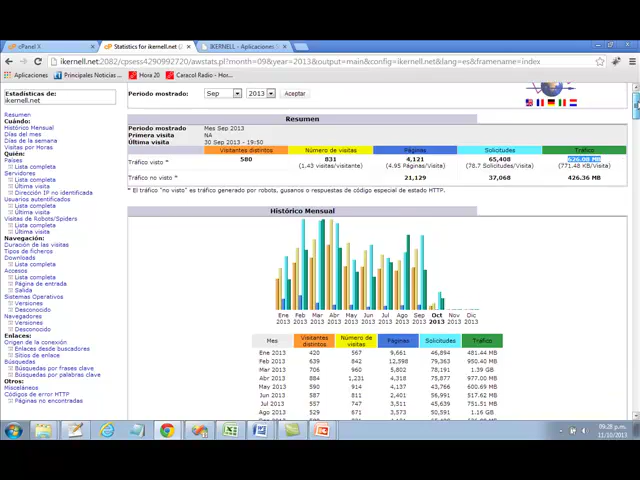 cPanel X
Statistics for ikernell.net
IKERNELL - Aplicaciones
ikernell.net:2082/cpsess4290992720/awstats.pl?month=09&year=2013&output=main&config=ikernell.net&lang=es&framename=index
Aplicaciones
Principales Noticias ...
Hora 20
Caracol Radio - Hor...
Estadísticas de:
ikernell.net
Resumen
Cuándo:
Histórico Mensual
Días del mes
Días de la semana
Visitas por Horas
Quién:
Países
Lista completa
Servidores
Lista completa
Última visita
Dirección IP no identificada
Usuarios autentificados
Lista completa
Última visita
Visitas de Robots/Spiders
Lista completa
Última visita
Navegación:
Duración de las visitas
Tipos de ficheros
Downloads
Lista completa
Accesos
Lista completa
Página de entrada
Salida
Sistemas Operativos
Versiones
Desconocido
Navegadores
Versiones
Desconocido
Enlaces:
Origen de la conexión
Enlaces desde buscadores
Sitios de enlace
Búsquedas
Búsquedas por frases clave
Búsquedas por palabras clave
Otros:
Misceláneos
Códigos de error HTTP
Páginas no encontradas
Periodo mostrado: Sep 2013 Aceptar
Resumen
Periodo mostrado Mes Sep 2013
Primera visita NA
Última visita 30 Sep 2013 - 19:50
Visitantes distintos Número de visitas Páginas Solicitudes Tráfico
Tráfico visto * 580 831 4,121 65,408 626.08 MB
(1.43 visitas/visitante) (4.95 Páginas/Visita) (78.7 Solicitudes/Visita) (771.48 KB/Visita)
Tráfico no visto * 21,129 37,068 426.36 MB
* El tráfico "no visto" es tráfico generado por robots, gusanos o respuestas de código especial de estado HTTP.
Histórico Mensual
Ene Feb Mar Abr May Jun Jul Ago Sep Oct Nov Dic
2013 2013 2013 2013 2013 2013 2013 2013 2013 2013 2013 2013
Mes Visitantes distintos Número de visitas Páginas Solicitudes Tráfico
Ene 2013 420 567 9,661 46,894 481.44 MB
Feb 2013 639 842 12,598 79,363 950.40 MB
Mar 2013 706 960 5,802 78,191 1.39 GB
Abr 2013 884 1,231 4,318 75,877 977.00 MB
May 2013 590 914 4,137 43,766 600.69 MB
Jun 2013 587 811 2,401 56,991 517.62 MB
Jul 2013 557 747 3,511 45,639 751.51 MB
Ago 2013 529 671 3,573 50,591 1.16 GB
09:28 p.m.
11/10/2013